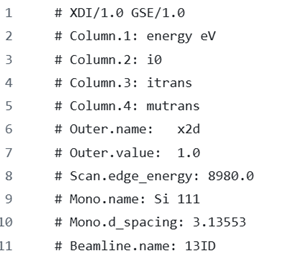 1 # XDI/1.0 GSE/1.0
2 # Column.1: energy eV
3 # Column.2: i0
4 # Column.3: itrans
5 # Column.4: mutrans
6 # Outer.name:   x2d
7 # Outer.value:  1.0
8 # Scan.edge_energy: 8980.0
9 # Mono.name: Si 111
10 # Mono.d_spacing: 3.13553
11 # Beamline.name: 13ID